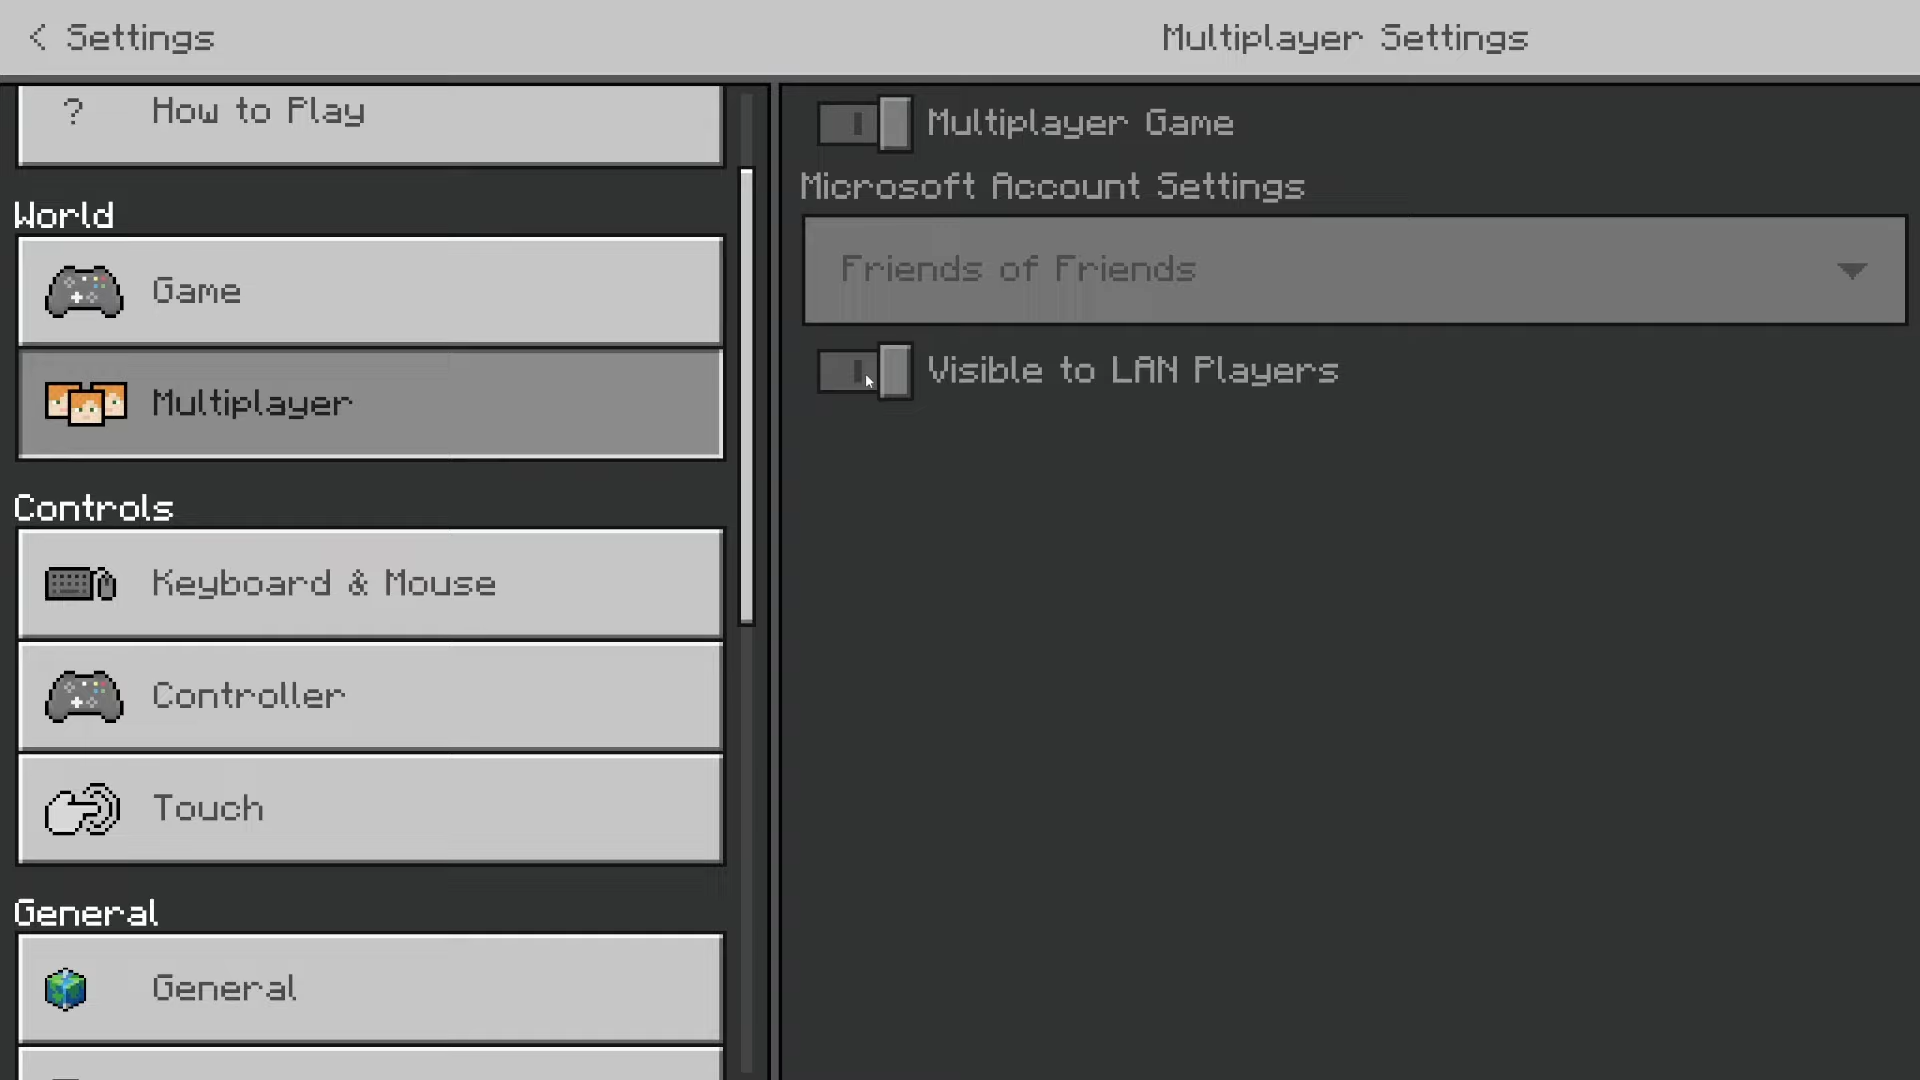 Settings
Multiplayer Settings
? How to Play
World
Game
Multiplayer
Controls
Keyboard & Mouse
Controller
Touch
General
General
Multiplayer Game
Microsoft Account Settings
Friends of Friends
Visible to LAN Players